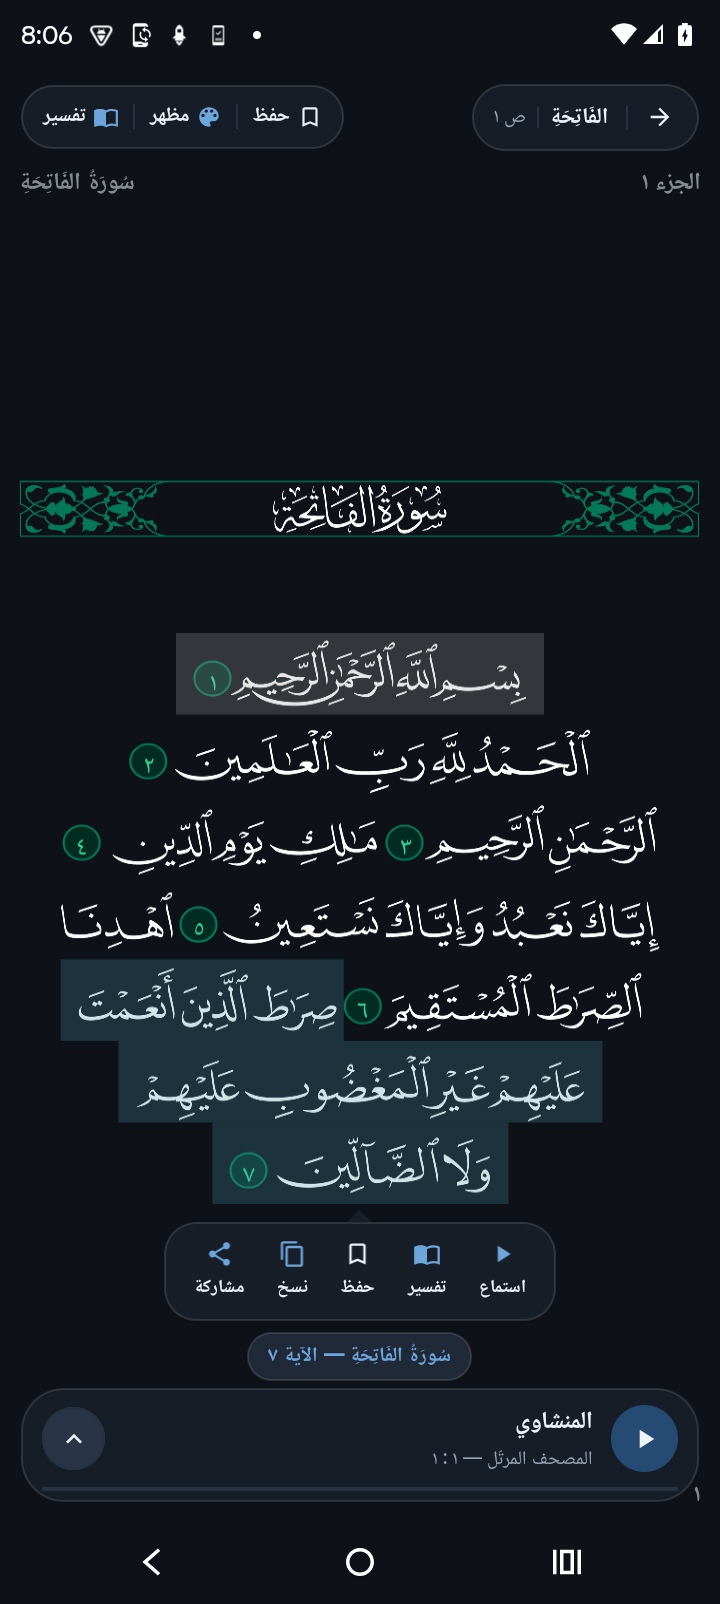 8:06
الفَاتِحَةِ ص ١
حفظ مظهر تفسير
الجزء ١
سُورَةُ الفَاتِحَةِ
سُورَةُ الفَاتِحَةِ
بِسْمِ ٱللَّهِ ٱلرَّحْمَٰنِ ٱلرَّحِيمِ ١
ٱلْحَمْدُ لِلَّهِ رَبِّ ٱلْعَٰلَمِينَ ٢
ٱلرَّحْمَٰنِ ٱلرَّحِيمِ ٣ مَٰلِكِ يَوْمِ ٱلدِّينِ ٤
إِيَّاكَ نَعْبُدُ وَإِيَّاكَ نَسْتَعِينُ ٥ ٱهْدِنَا
ٱلصِّرَٰطَ ٱلْمُسْتَقِيمَ ٦ صِرَٰطَ ٱلَّذِينَ أَنْعَمْتَ
عَلَيْهِمْ غَيْرِ ٱلْمَغْضُوبِ عَلَيْهِمْ
وَلَا ٱلضَّآلِّينَ ٧
استماع تفسير حفظ نسخ مشاركة
سُورَةُ الفَاتِحَةِ — الآية ٧
المنشاوي
المصحف المرتّل — ١:١
١